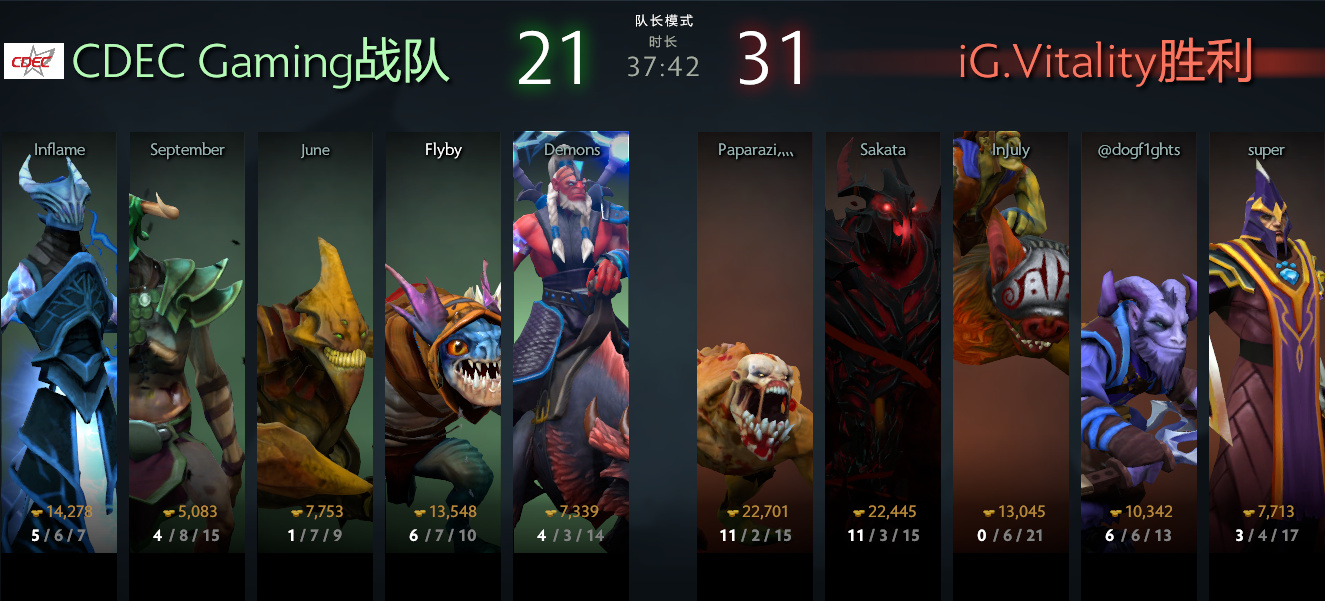 队长模式
CDEC
CDEC Gaming战队
21
时长
37:42
31
iG.Vitality胜利
Inflame
September
June
Flyby
Demons
Paparazi,,,,
Sakata
InJuly
@dogf1ghts
super
14,278
5,083
7,753
13,548
7,339
22,701
22,445
13,045
10,342
7,713
5 / 6 / 7
4 / 8 / 15
1 / 7 / 9
6 / 7 / 10
4 / 3 / 14
11 / 2 / 15
11 / 3 / 15
0 / 6 / 21
6 / 6 / 13
3 / 4 / 17